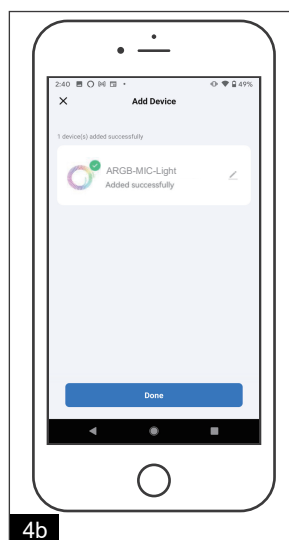 2:40 49%
Add Device
1 device(s) added successfully
ARGB-MIC-Light
Added successfully
Done
4b